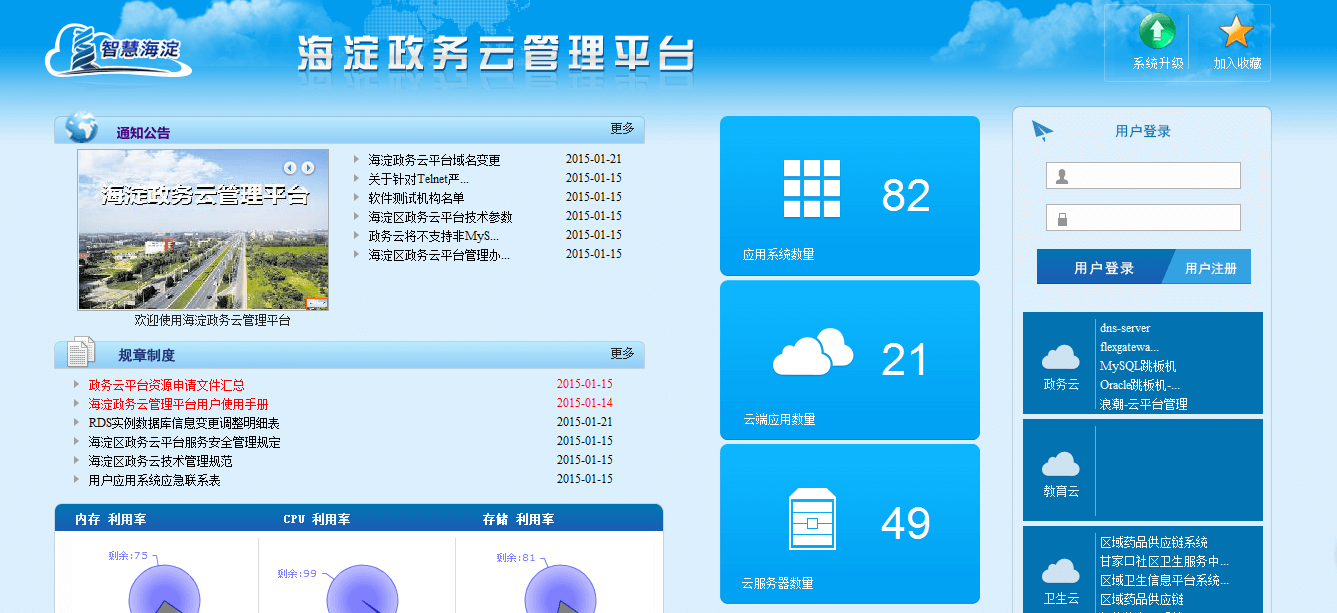 智慧海淀
海淀政务云管理平台
系统升级
加入收藏
通知公告
更多
海淀政务云管理平台
欢迎使用海淀政务云管理平台
海淀政务云平台域名变更 2015-01-21
关于针对Telnet严... 2015-01-15
软件测试机构名单 2015-01-15
海淀区政务云平台技术参数 2015-01-15
政务云将不支持非MyS... 2015-01-15
海淀区政务云平台管理办... 2015-01-15
规章制度
更多
政务云平台资源申请文件汇总 2015-01-15
海淀政务云管理平台用户使用手册 2015-01-14
RDS实例数据库信息变更调整明细表 2015-01-21
海淀区政务云平台服务安全管理规定 2015-01-15
海淀区政务云技术管理规范 2015-01-15
用户应用系统应急联系表 2015-01-15
内存 利用率
CPU 利用率
存储 利用率
剩余:75
剩余:99
剩余:81
82
应用系统数量
21
云端应用数量
49
云服务器数量
用户登录
用户登录
用户注册
政务云
dns-server
flexgatewa...
MySQL跳板机
Oracle跳板机-...
浪潮-云平台管理
教育云
卫生云
区域药品供应链系统
甘家口社区卫生服务中...
区域卫生信息平台系统...
区域药品供应链